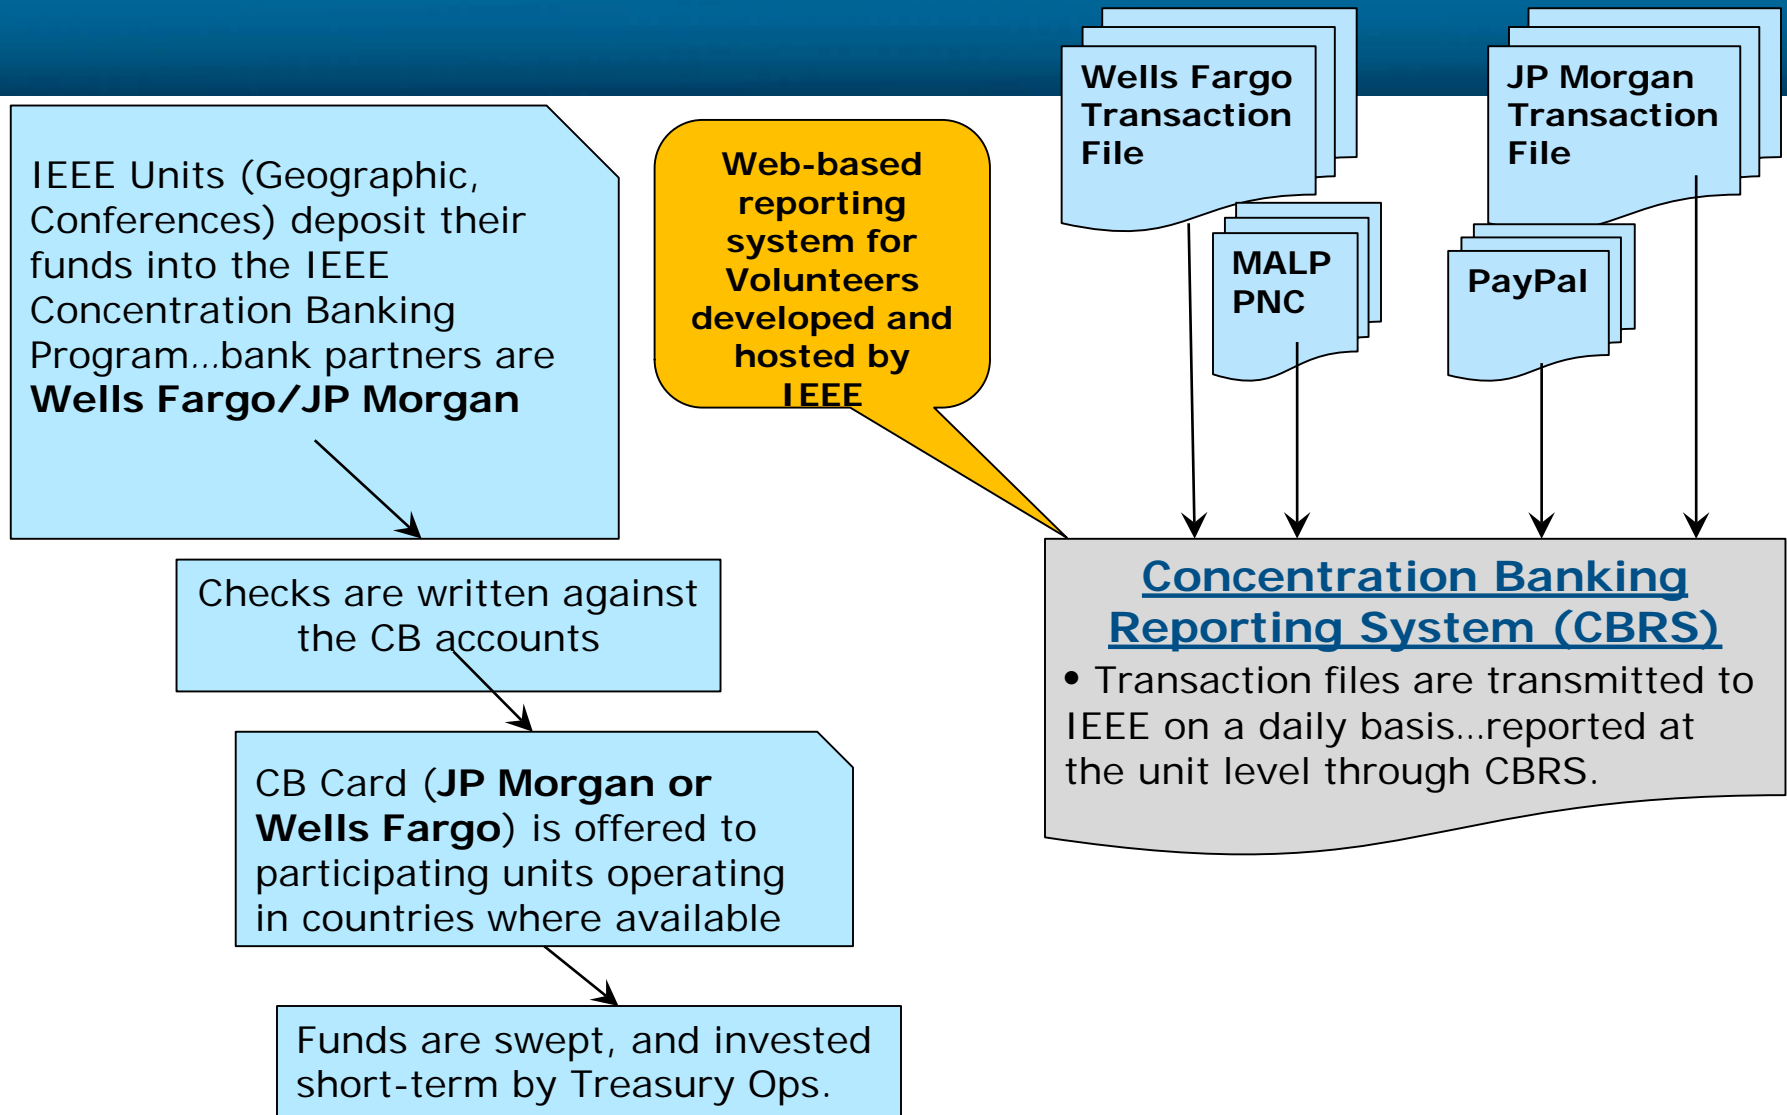 IEEE Units (Geographic,
Conferences) deposit their
funds into the IEEE
Concentration Banking
Program...bank partners are
Wells Fargo/JP Morgan
Checks are written against
the CB accounts
CB Card (JP Morgan or
Wells Fargo) is offered to
participating units operating
in countries where available
Funds are swept, and invested
short-term by Treasury Ops.
Web-based
reporting
system for
Volunteers
developed and
hosted by
IEEE
Wells Fargo
Transaction
File
MALP
PNC
PayPal
JP Morgan
Transaction
File
Concentration Banking
Reporting System (CBRS)
• Transaction files are transmitted to
IEEE on a daily basis...reported at
the unit level through CBRS.